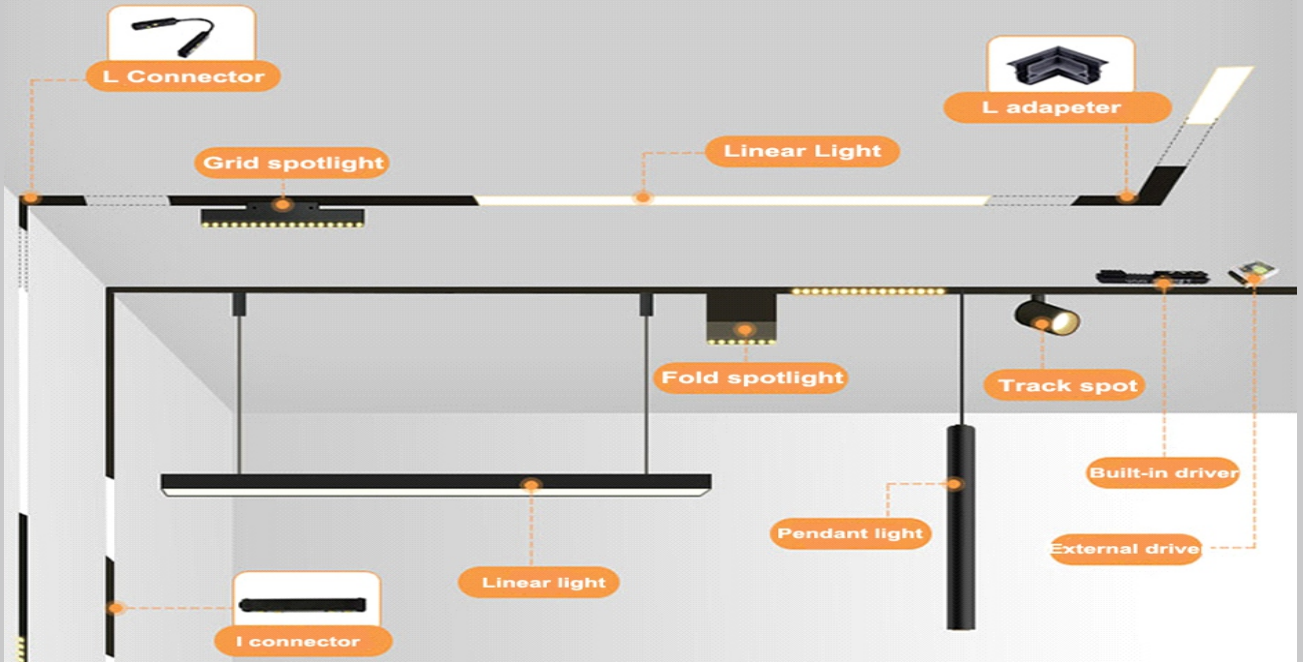 L Connector
L adapeter
Linear Light
Grid spotlight
Fold spotlight
Track spot
Built-in driver
Pendant light
External drive
Linear light
I connector